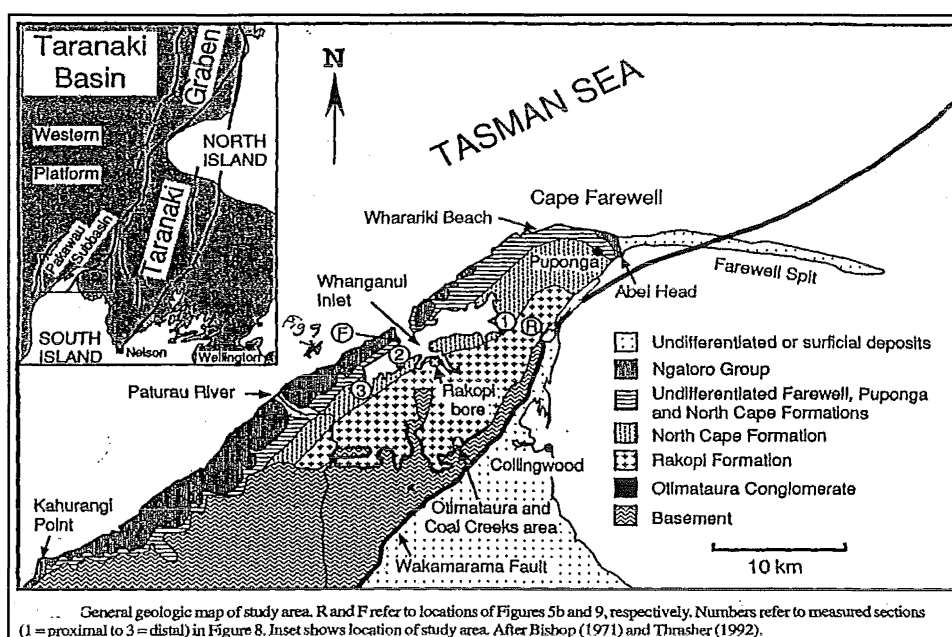 Taranaki
Basin
Graben
Western
Platform
NORTH
ISLAND
Taranaki
Pakawau
Subbasin
SOUTH
ISLAND
Nelson
Wellington
N
TASMAN SEA
Cape Farewell
Wharariki Beach
Puponga
Farewell Spit
Abel Head
Whanganui
Inlet
1
R
F
2
3
Rakopi
bore
Paturau River
Kahurangi
Point
Collingwood
Otimataura and
Coal Creeks area
Wakamarama Fault
Undifferentiated or surficial deposits
Ngatoro Group
Undifferentiated Farewell, Puponga
and North Cape Formations
North Cape Formation
Rakopi Formation
Otimataura Conglomerate
Basement
10 km
General geologic map of study area. R and F refer to locations of Figures 5b and 9, respectively. Numbers refer to measured sections
(1 = proximal to 3 = distal) in Figure 8. Inset shows location of study area. After Bishop (1971) and Thrasher (1992).